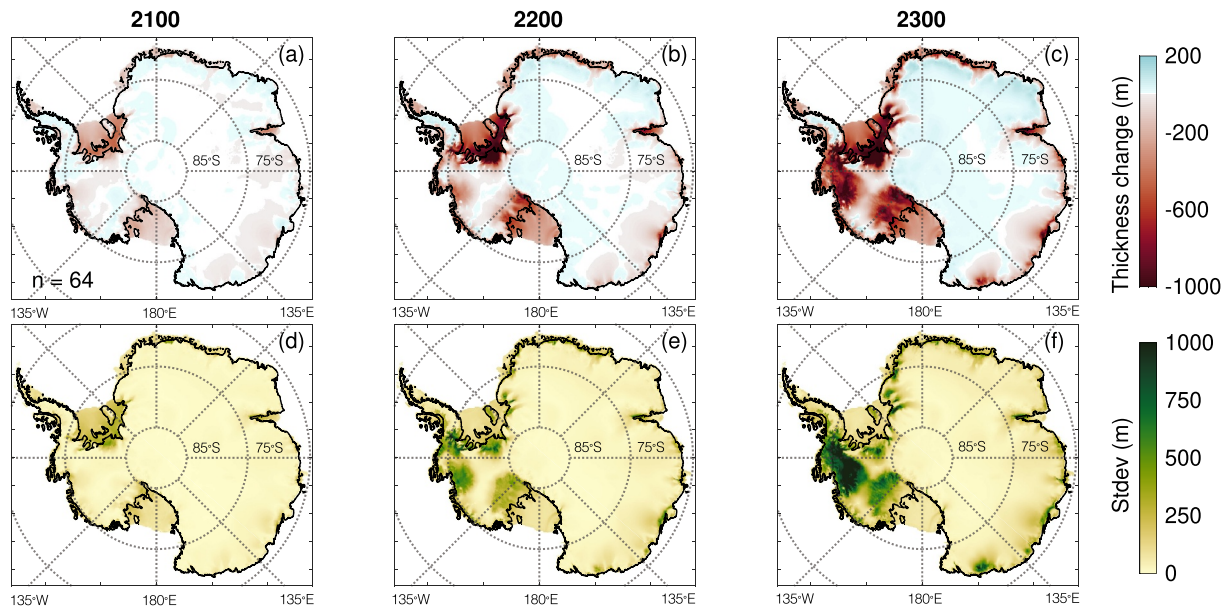 2100 2200 2300
(a) (b) (c)
85°S 75°S 85°S 75°S 85°S 75°S
n = 64
135°W 180°E 135°E 135°W 180°E 135°E 135°W 180°E 135°E
200
-200
-600
-1000
Thickness change (m)
(d) (e) (f)
85°S 75°S 85°S 75°S 85°S 75°S
135°W 180°E 135°E 135°W 180°E 135°E 135°W 180°E 135°E
1000
750
500
250
0
Stdev (m)